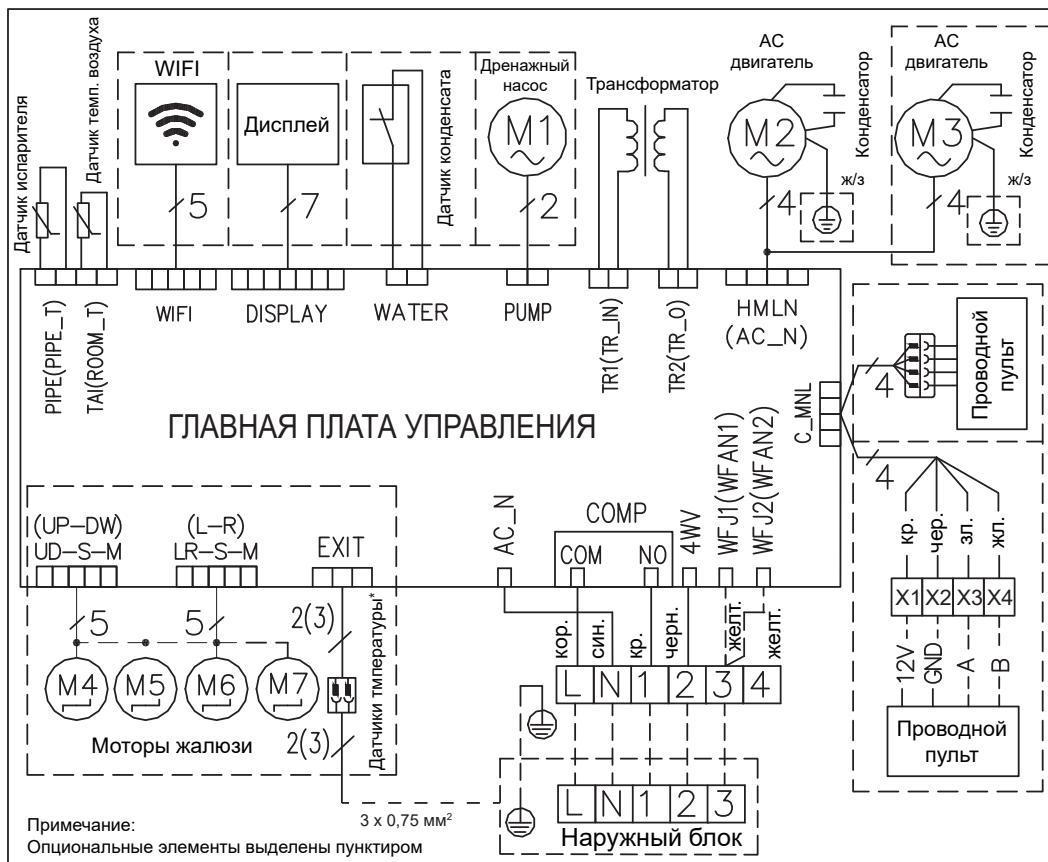 WIFI
Дренажный
насос
Трансформатор
AC
двигатель
AC
двигатель
Датчик испарителя
Датчик темп. воздуха
Дисплей
Датчик конденсата
M1
M2
Конденсатор
M3
Конденсатор
5
7
2
4
ж/з
4
ж/з
PIPE(PIPE_T)
TAI(ROOM_T)
WIFI
DISPLAY
WATER
PUMP
TR1(TR_IN)
TR2(TR_O)
HMLN
(AC_N)
C_MNL
4
Проводной
пульт
ГЛАВНАЯ ПЛАТА УПРАВЛЕНИЯ
4
кр.
чер.
зл.
жл.
X1 X2 X3 X4
12V
GND
A
B
Проводной
пульт
(UP-DW)
UD-S-M
(L-R)
LR-S-M
EXIT
AC_N
COMP
COM
NO
4WV
WFJ1(WFAN1)
WFJ2(WFAN2)
5
5
2(3)
Датчики тмпературы*
кор.
син.
кр.
черн.
желт.
желт.
M4 M5 M6 M7
L N 1 2 3 4
Моторы жалюзи
2(3)
3 x 0,75 мм²
L N 1 2 3
Наружный блок
Примечание:
Опциональные элементы выделены пунктиром